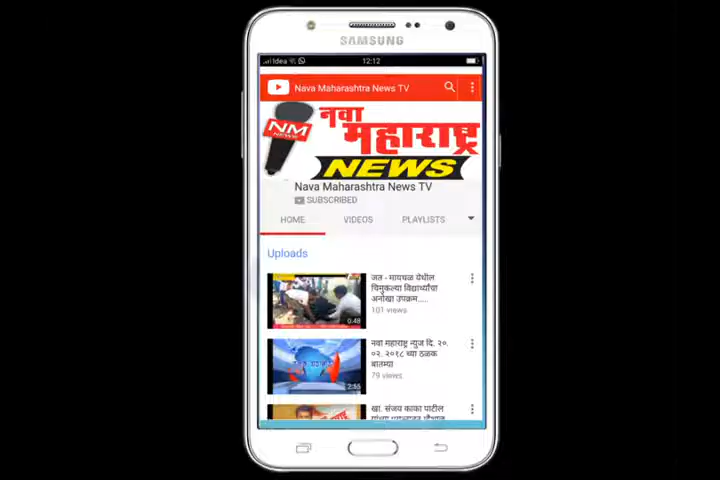 SAMSUNG
Idea
12:12
Nava Maharashtra News TV
NM
NEWS
नवा
महाराष्ट्र
NEWS
Nava Maharashtra News TV
SUBSCRIBED
HOME VIDEOS PLAYLISTS
Uploads
जत - मायथळ येथील
चिमुकल्या विद्यार्थ्यांचा
अनोखा उपक्रम.....
101 views
0:48
नवा महाराष्ट्र न्युज दि. २०.
०२. २०१८ च्या ठळक
बातम्या
79 views
2:55
खा. संजय काका पाटील